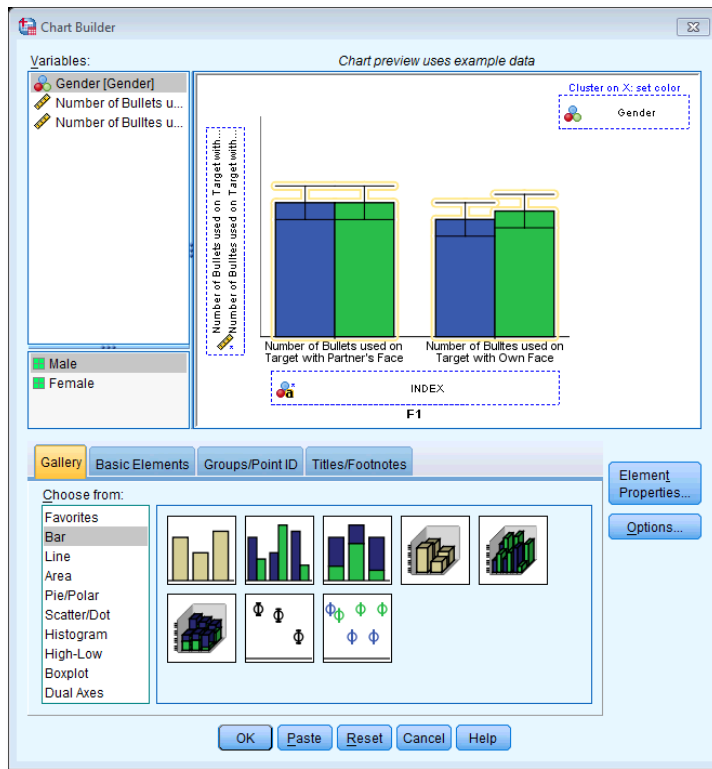 Chart Builder
Variables:
Chart preview uses example data
Gender [Gender]
Number of Bullets u...
Number of Bulltes u...
Cluster on X: set color
Gender
Number of Bullets used on Target with...
Number of Bulltes used on Target with...
Number of Bullets used on
Target with Partner's Face
Number of Bulltes used on
Target with Own Face
INDEX
F1
Male
Female
Gallery
Basic Elements
Groups/Point ID
Titles/Footnotes
Element
Properties...
Options...
Choose from:
Favorites
Bar
Line
Area
Pie/Polar
Scatter/Dot
Histogram
High-Low
Boxplot
Dual Axes
OK
Paste
Reset
Cancel
Help